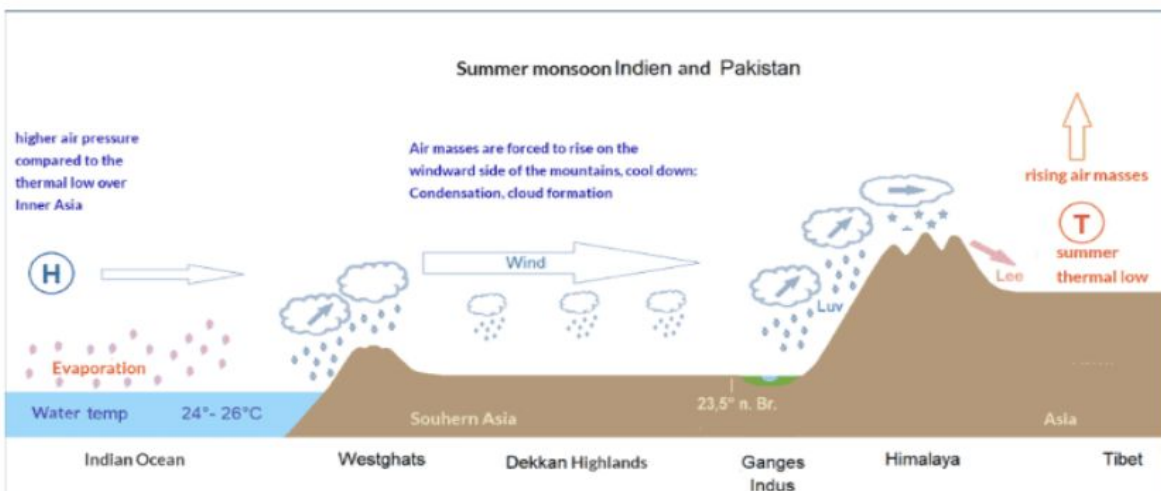 Summer monsoon Indien and Pakistan
higher air pressure
compared to the
thermal low over
Inner Asia
Air masses are forced to rise on the
windward side of the mountains, cool down:
Condensation, cloud formation
rising air masses
H
Wind
T
summer
thermal low
Lee
Luv
Evaporation
Water temp 24°- 26°C
23,5° n. Br.
Souhern Asia
Asia
Indian Ocean
Westghats
Dekkan Highlands
Ganges
Indus
Himalaya
Tibet